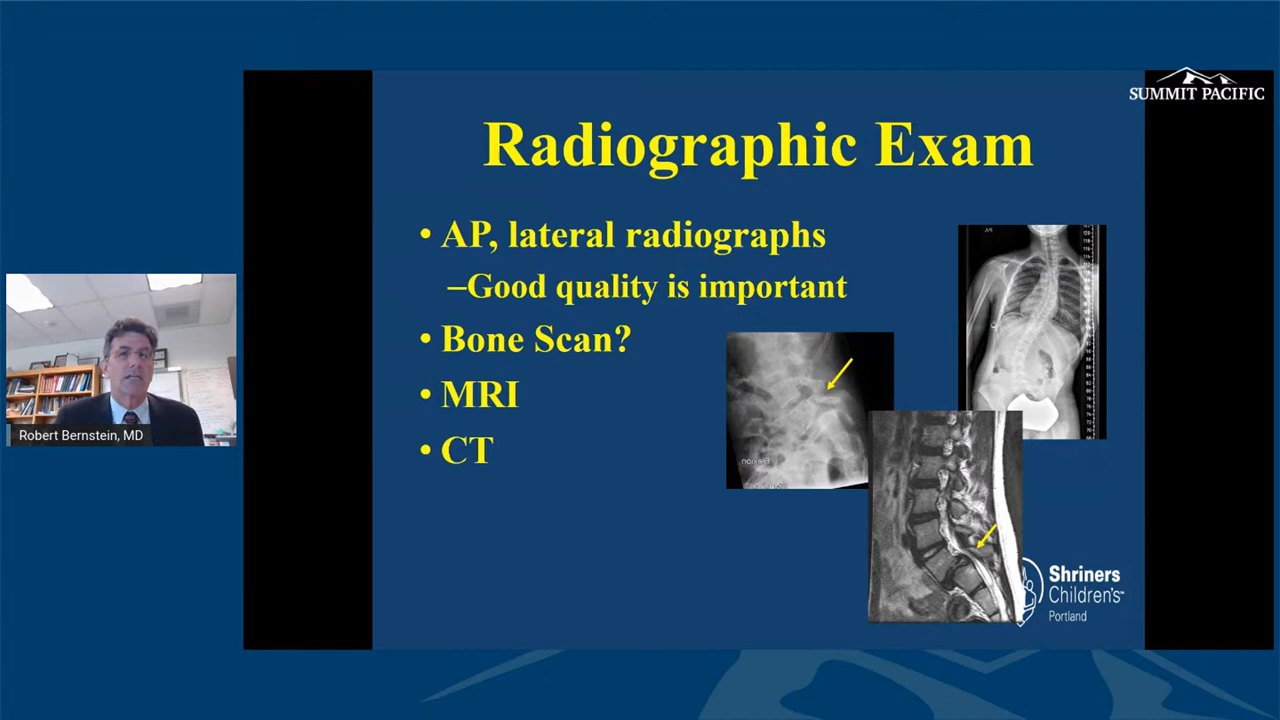 SUMMIT PACIFIC
Radiographic Exam
• AP, lateral radiographs
–Good quality is important
• Bone Scan?
• MRI
• CT
Robert Bernstein, MD
Shriners
Children's™
Portland